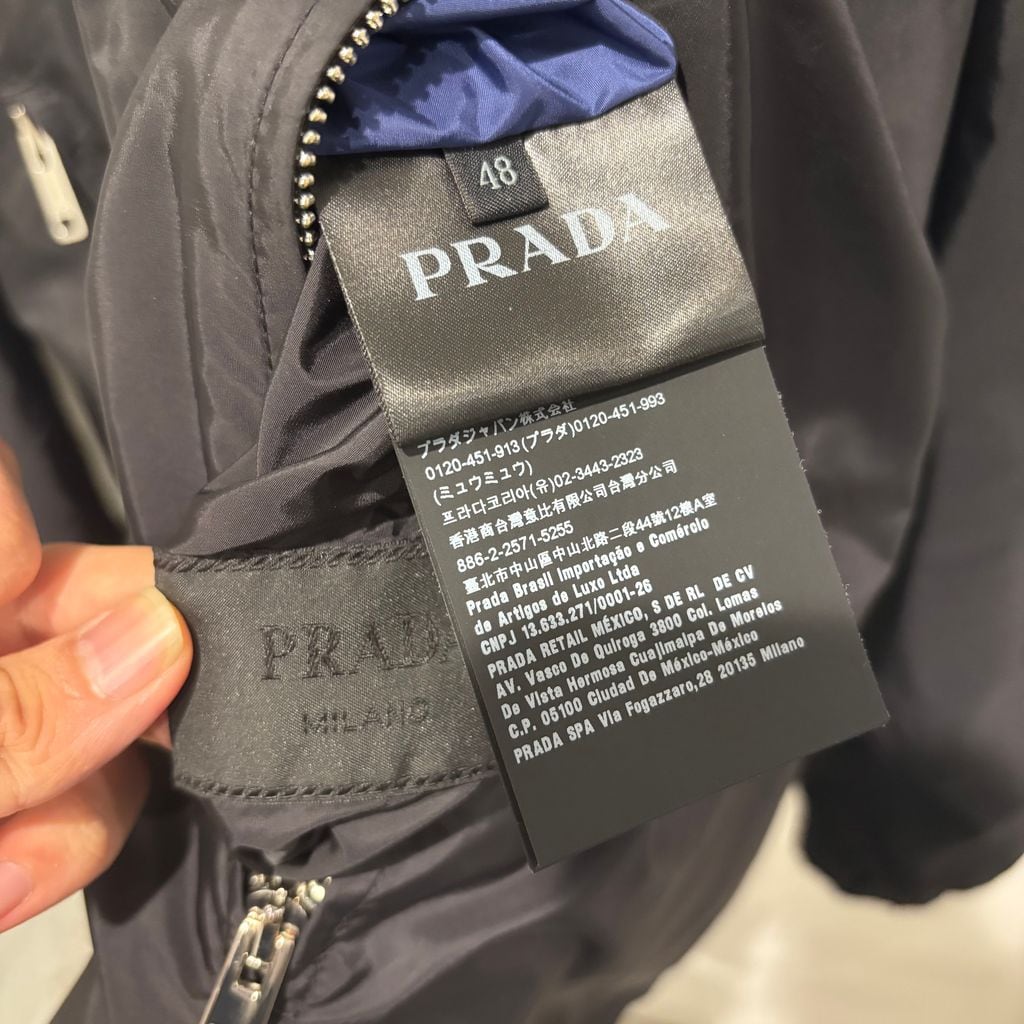 48
PRADA
プラダジャパン株式会社
0120-451-913(プラダ)0120-451-993
(ミュウミュウ)
프라다코리아(유)02-3443-2323
香港商台灣意比有限公司台灣分公司
886-2-2571-5255
臺北市中山區中山北路二段44號12樓A室
Prada Brasil Importação e Comérolo
de Artigos de Luxo Ltda
CNPJ 13.633.271/0001-26
PRADA RETAIL MÉXICO, S DE RL DE CV
AV. Vasco De Quiroga 3800 Col. Lomas
De Vista Hermosa Cuajimalpa De Morelos
C.P. 05100 Ciudad De México-México
PRADA SPA Via Fogazzaro,28 20135 Milano
PRADA
MILANO